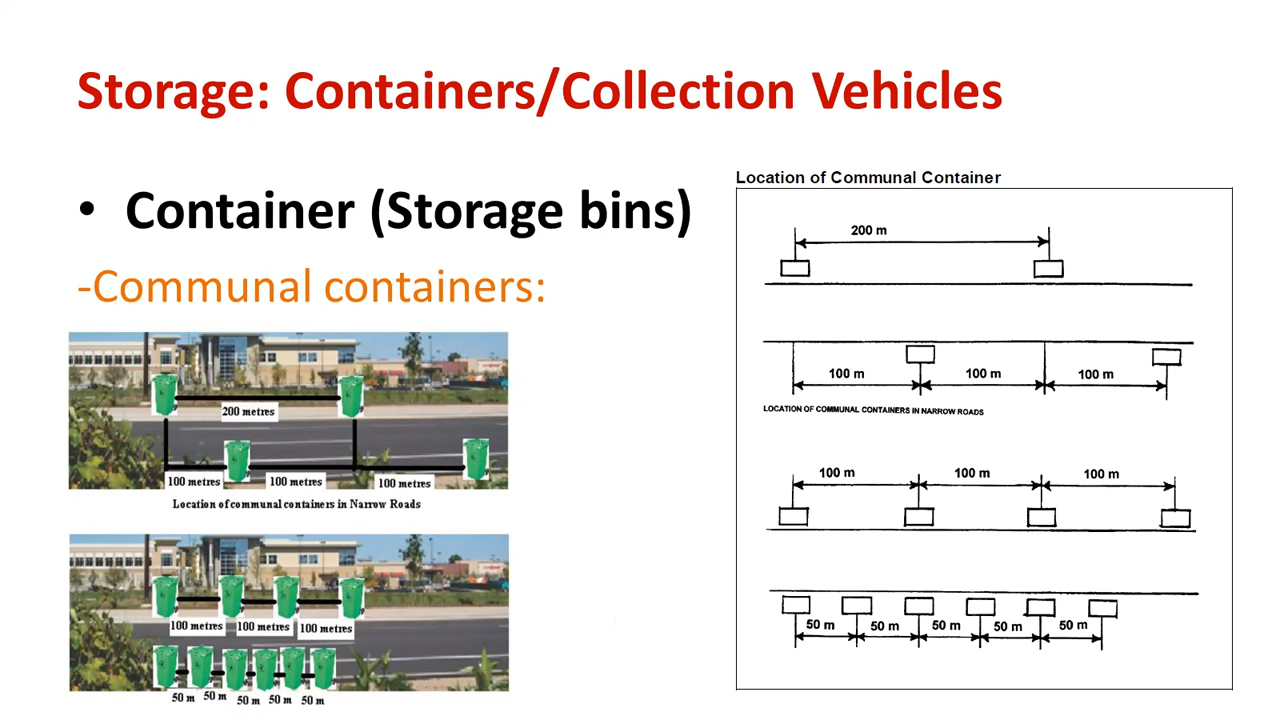 Storage: Containers/Collection Vehicles
• Container (Storage bins)
-Communal containers:
200 metres
100 metres 100 metres 100 metres
Location of communal containers in Narrow Roads
100 metres 100 metres 100 metres
50 m 50 m 50 m 50 m 50 m
Location of Communal Container
200 m
100 m 100 m 100 m
LOCATION OF COMMUNAL CONTAINERS IN NARROW ROADS
100 m 100 m 100 m
50 m 50 m 50 m 50 m 50 m